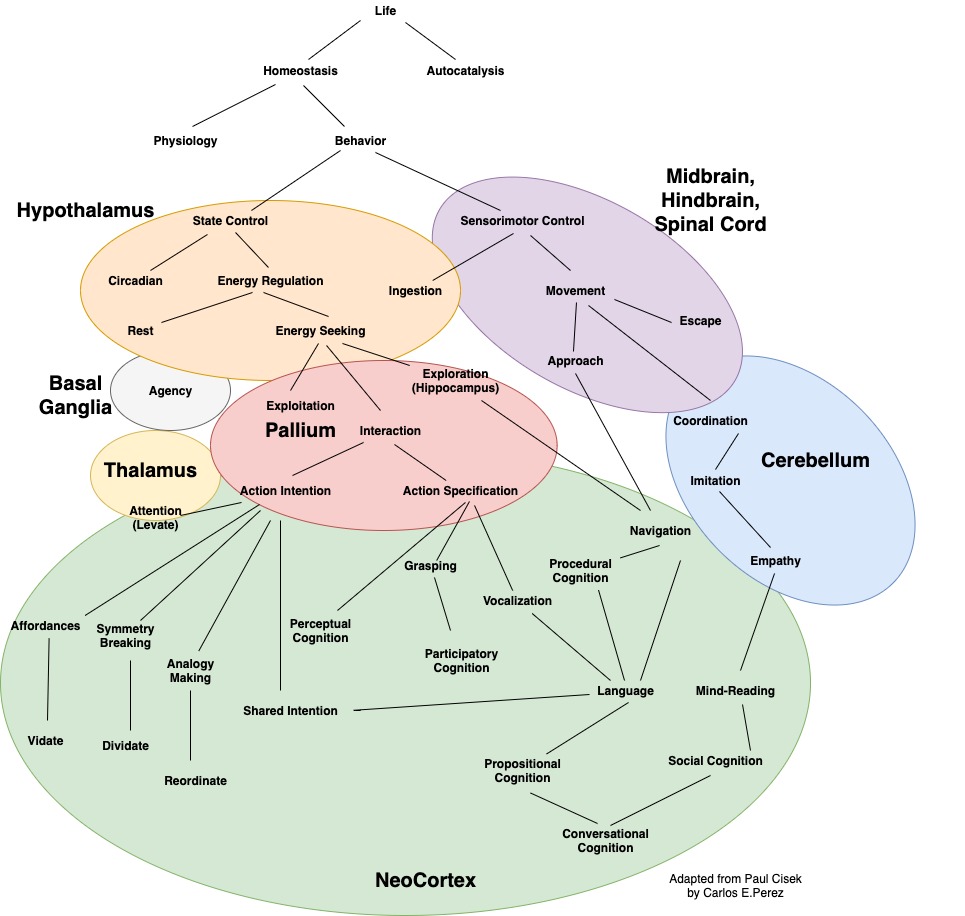 Life
Homeostasis
Autocatalysis
Physiology
Behavior
Midbrain,
Hindbrain,
Spinal Cord
Hypothalamus
State Control
Sensorimotor Control
Circadian
Energy Regulation
Ingestion
Movement
Rest
Energy Seeking
Escape
Approach
Basal
Ganglia
Agency
Exploration
(Hippocampus)
Exploitation
Pallium
Interaction
Coordination
Cerebellum
Thalamus
Imitation
Action Intention
Action Specification
Attention
(Levate)
Navigation
Grasping
Procedural
Cognition
Empathy
Vocalization
Affordances
Symmetry
Breaking
Perceptual
Cognition
Analogy
Making
Participatory
Cognition
Shared Intention
Language
Mind-Reading
Vidate
Dividate
Reordinate
Propositional
Cognition
Social Cognition
Conversational
Cognition
NeoCortex
Adapted from Paul Cisek
by Carlos E.Perez